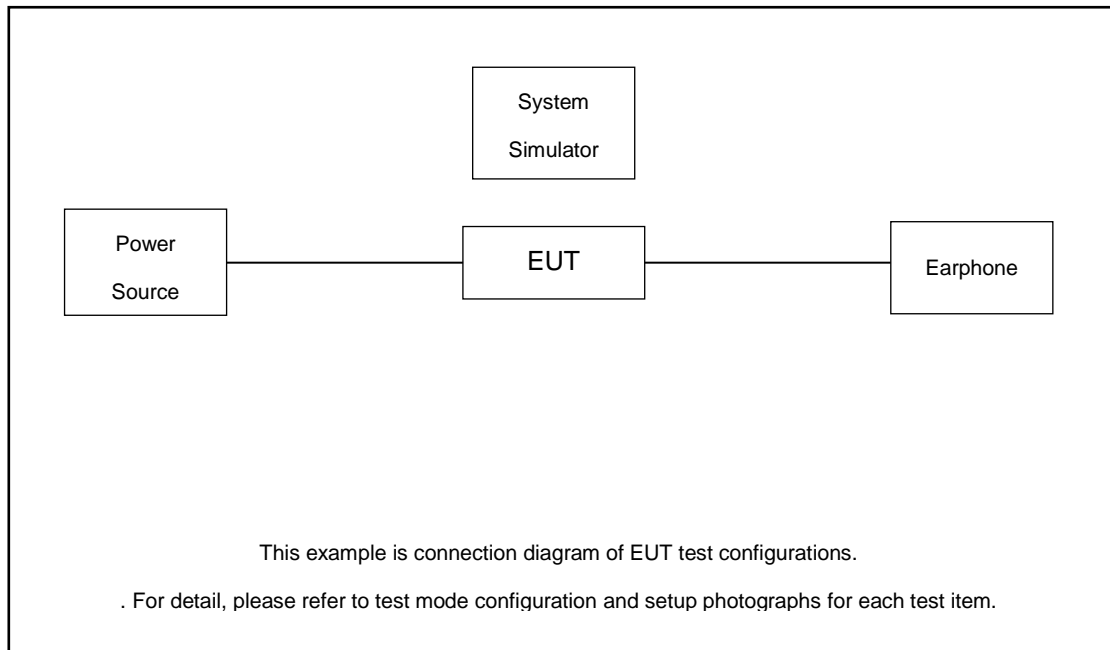 System
Simulator
Power
Source
EUT
Earphone
This example is connection diagram of EUT test configurations.
. For detail, please refer to test mode configuration and setup photographs for each test item.